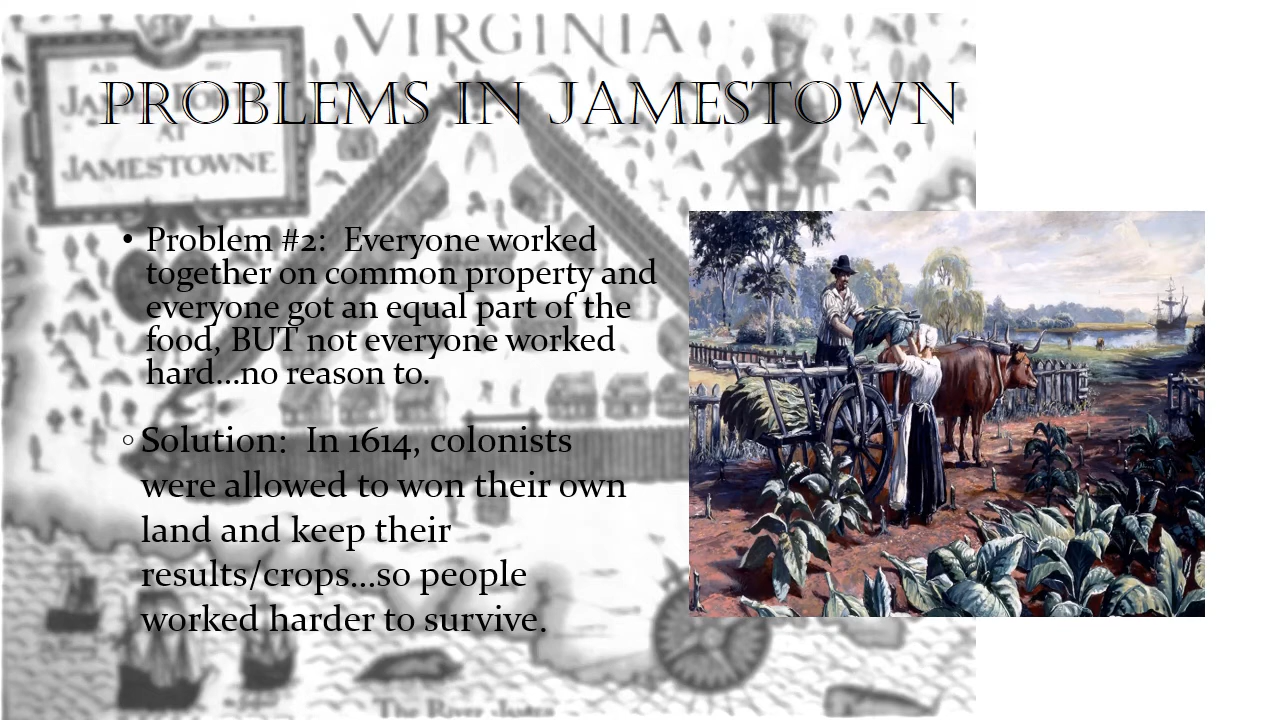 VIRGINIA
PROBLEMS IN JAMESTOWN
AT
JAMESTOWNE
• Problem #2:  Everyone worked
together on common property and
everyone got an equal part of the
food, BUT not everyone worked
hard…no reason to.
○ Solution:  In 1614, colonists
were allowed to won their own
land and keep their
results/crops…so people
worked harder to survive.
The River James